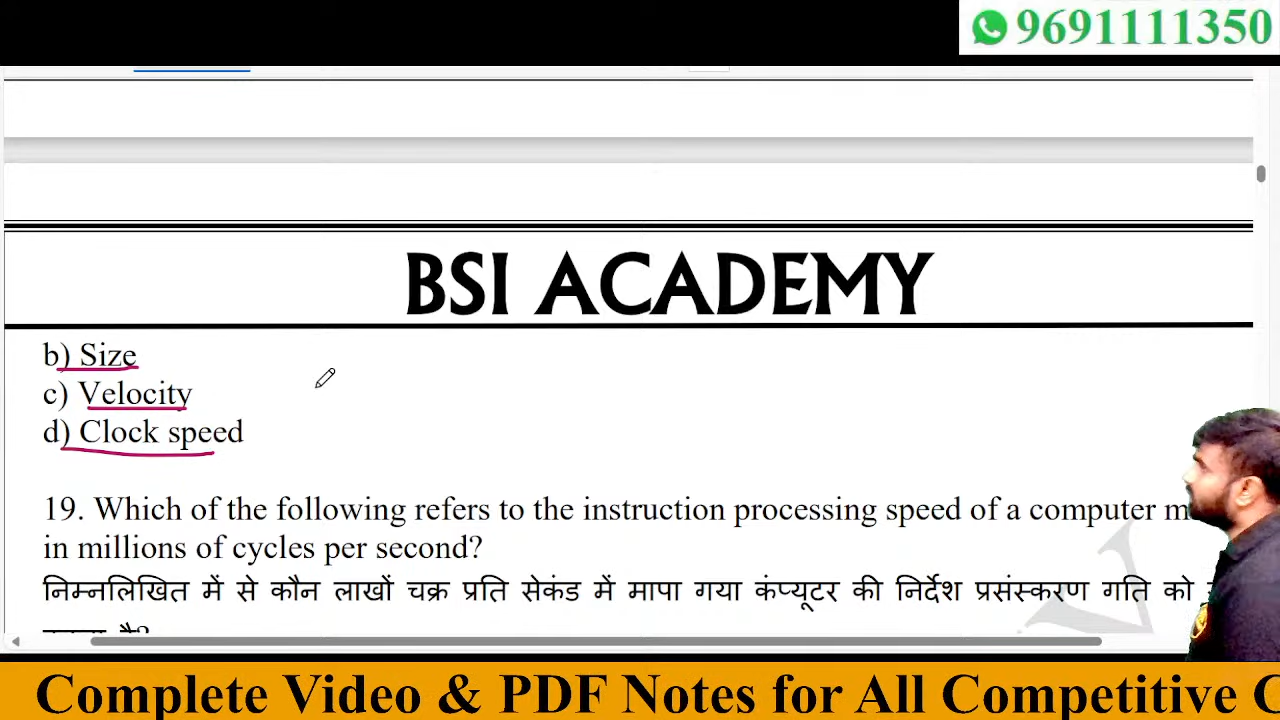 9691111350
BSI ACADEMY
b) Size
c) Velocity
d) Clock speed
19. Which of the following refers to the instruction processing speed of a computer
in millions of cycles per second?
निम्नलिखित में से कौन लाखों चक्र प्रति सेकंड में मापा गया कंप्यूटर की निर्देश प्रसंस्करण गति को
Complete Video & PDF Notes for All Competitive